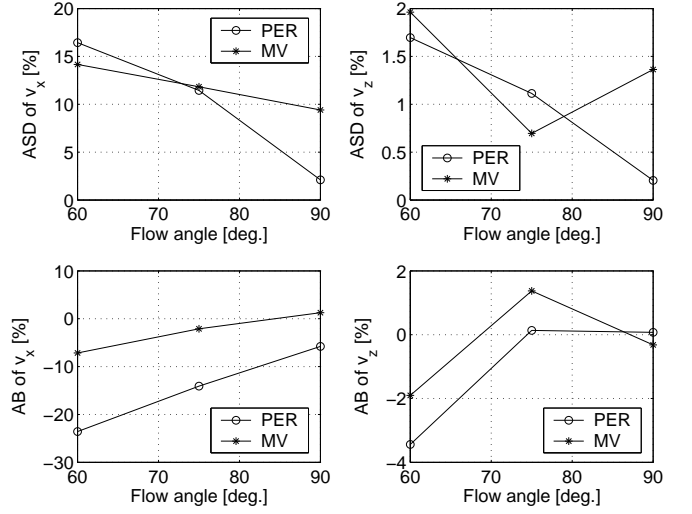 20
15
10
5
0
60
70
80
90
ASD of v_x [%]
Flow angle [deg.]
PER
MV
2
1.5
1
0.5
0
60
70
80
90
ASD of v_z [%]
Flow angle [deg.]
PER
MV
10
0
−10
−20
−30
60
70
80
90
AB of v_x [%]
Flow angle [deg.]
PER
MV
2
0
−2
−4
60
70
80
90
AB of v_z [%]
Flow angle [deg.]
PER
MV